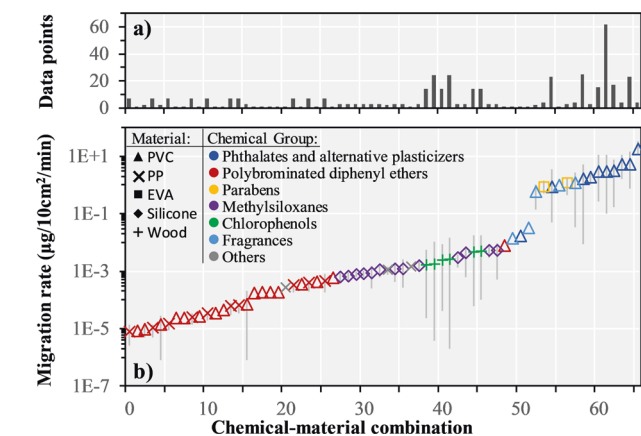 a)
60
40
20
0
Data points
Material:
Chemical Group:
PVC
Phthalates and alternative plasticizers
PP
Polybrominated diphenyl ethers
EVA
Parabens
Silicone
Methylsiloxanes
Wood
Chlorophenols
Fragrances
Others
1E+1
1E-1
1E-3
1E-5
1E-7
Migration rate (µg/10cm²/min)
b)
0 10 20 30 40 50 60
Chemical-material combination